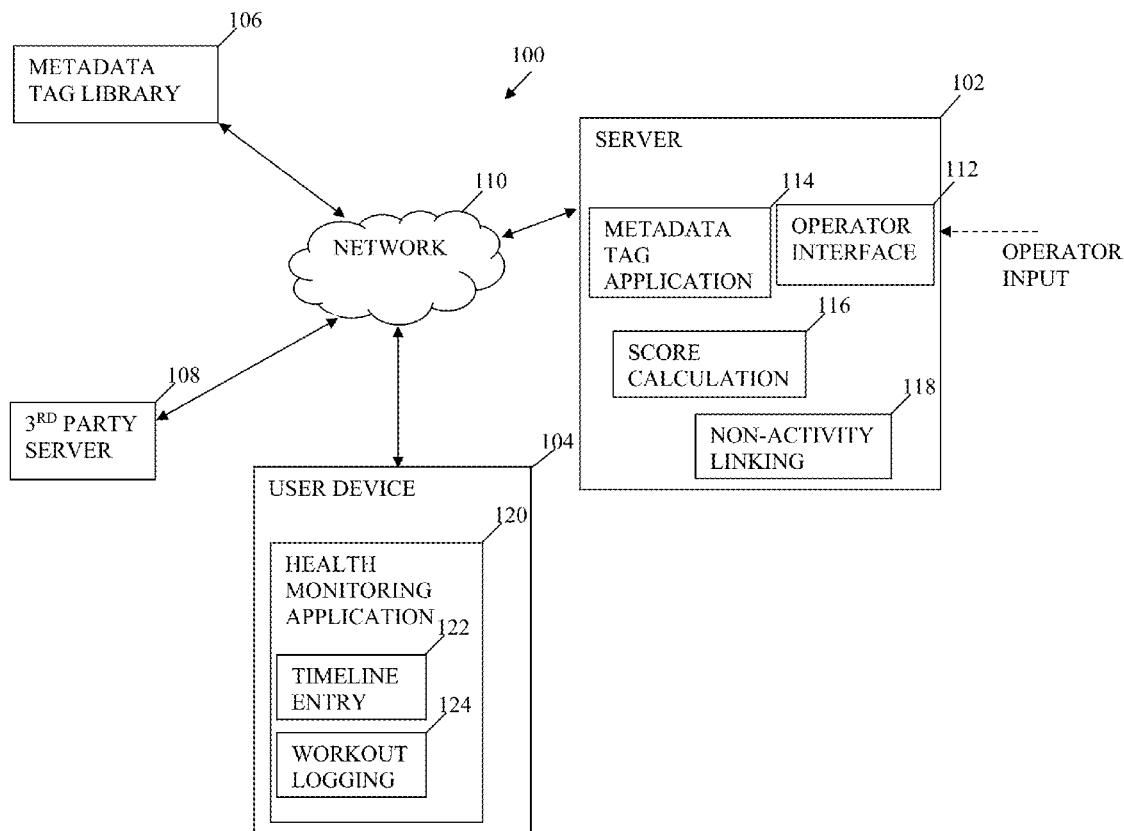 106
METADATA
TAG LIBRARY
100
102
SERVER
110
NETWORK
114
112
METADATA
TAG
APPLICATION
OPERATOR
INTERFACE
OPERATOR
INPUT
116
SCORE
CALCULATION
108
3RD PARTY
SERVER
118
NON-ACTIVITY
LINKING
104
USER DEVICE
120
HEALTH
MONITORING
APPLICATION
122
TIMELINE
ENTRY
124
WORKOUT
LOGGING